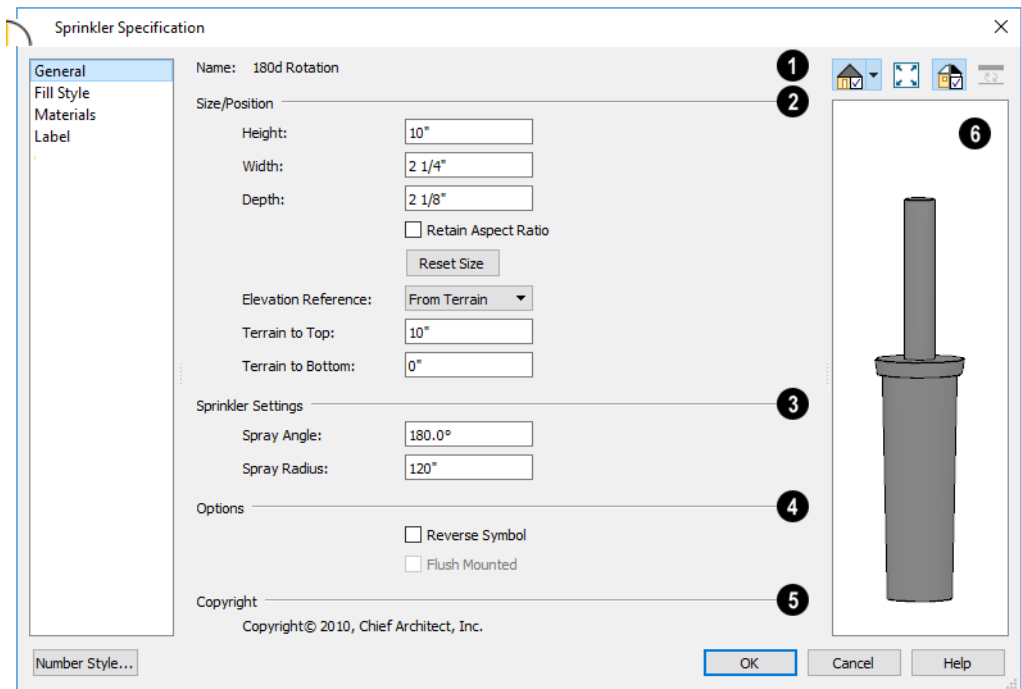 Sprinkler Specification
General
Fill Style
Materials
Label
Name: 180d Rotation 1
Size/Position 2
Height: 10"
Width: 2 1/4"
Depth: 2 1/8"
Retain Aspect Ratio
Reset Size
Elevation Reference: From Terrain
Terrain to Top: 10"
Terrain to Bottom: 0"
Sprinkler Settings 3
Spray Angle: 180.0°
Spray Radius: 120"
Options 4
Reverse Symbol
Flush Mounted
Copyright 5
Copyright© 2010, Chief Architect, Inc.
6
Number Style...
OK Cancel Help